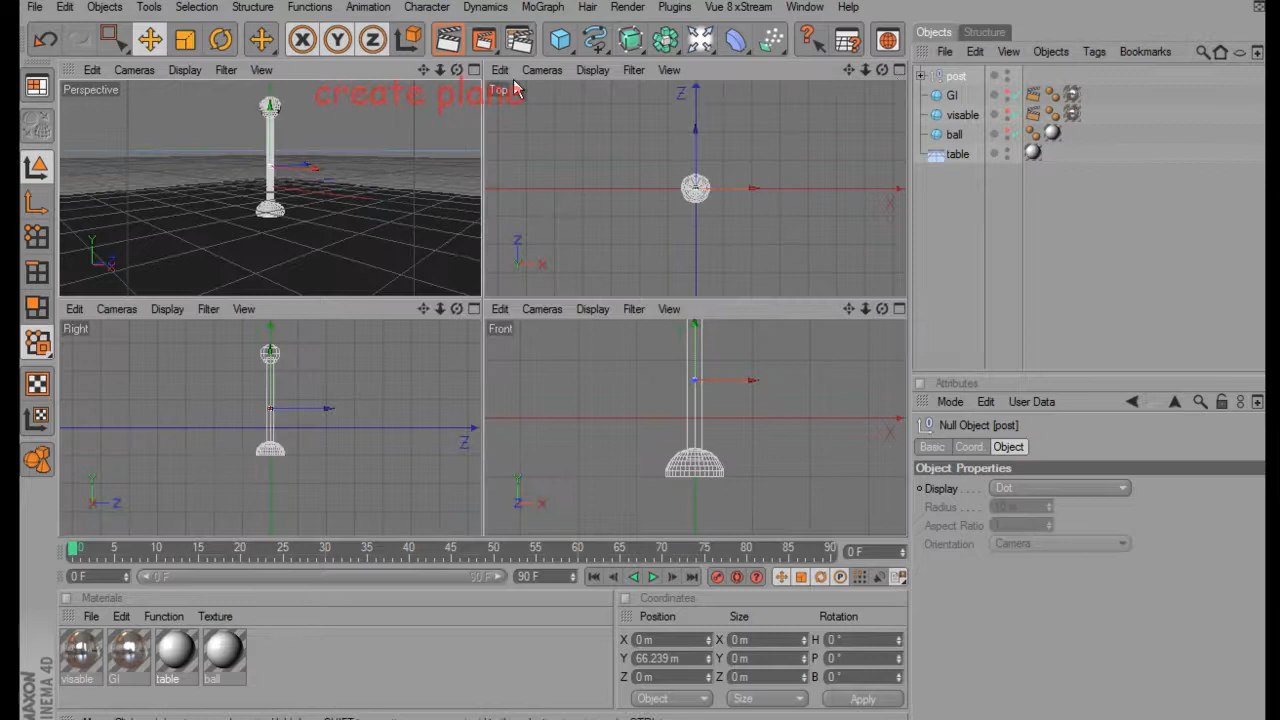 Edit Objects Tools Selection Structure Functions Animation Character Dynamics MoGraph Hair Render Plugins Vue 8 xStream Window Help
Objects Structure
File Edit View Objects Tags Bookmarks
post
GI
visable
ball
table
Edit Cameras Display Filter View
Perspective
create plane
Y
Z
X
Edit Cameras Display Filter View
Z
X
Z
Y X
Edit Cameras Display Filter View
Right
Z
Y
X Z
Edit Cameras Display Filter View
Front
X
Y
Z X
Attributes
Mode Edit User Data
Null Object [post]
Basic Coord. Object
Object Properties
Display . . . . Dot
Radius . . . . 10 m
Aspect Ratio 1
Orientation Camera
0 5 10 15 20 25 30 35 40 45 50 55 60 65 70 75 80 85 90 0 F
0 F 0 F 90 F 90 F
Materials
File Edit Function Texture
visable GI table ball
Coordinates
Position Size Rotation
X 0 m X 0 m H 0 °
Y 66.239 m Y 0 m P 0 °
Z 0 m Z 0 m B 0 °
Object Size Apply
MAXON
CINEMA 4D